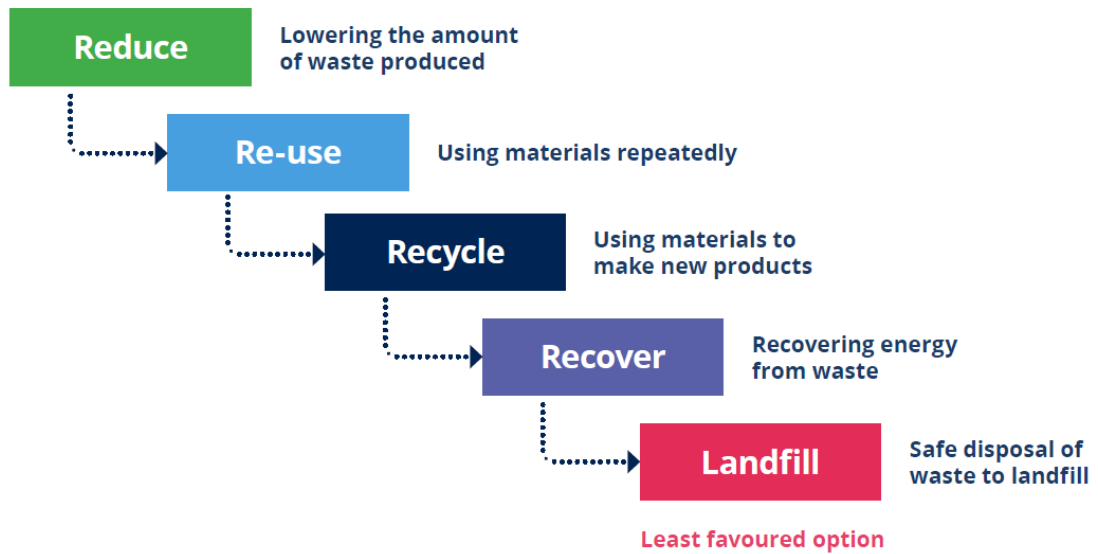 Reduce
Lowering the amount
of waste produced
Re-use
Using materials repeatedly
Recycle
Using materials to
make new products
Recover
Recovering energy
from waste
Landfill
Safe disposal of
waste to landfill
Least favoured option